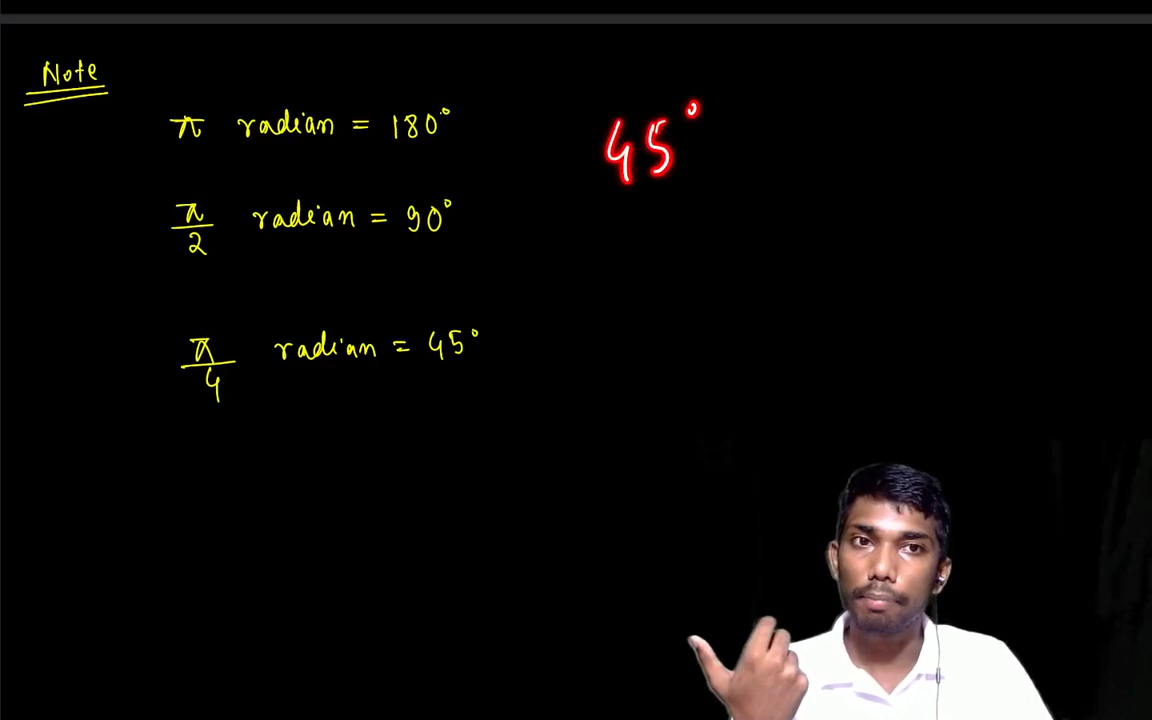 Note
π radian = 180°
π/2 radian = 90°
π/4 radian = 45°
45°